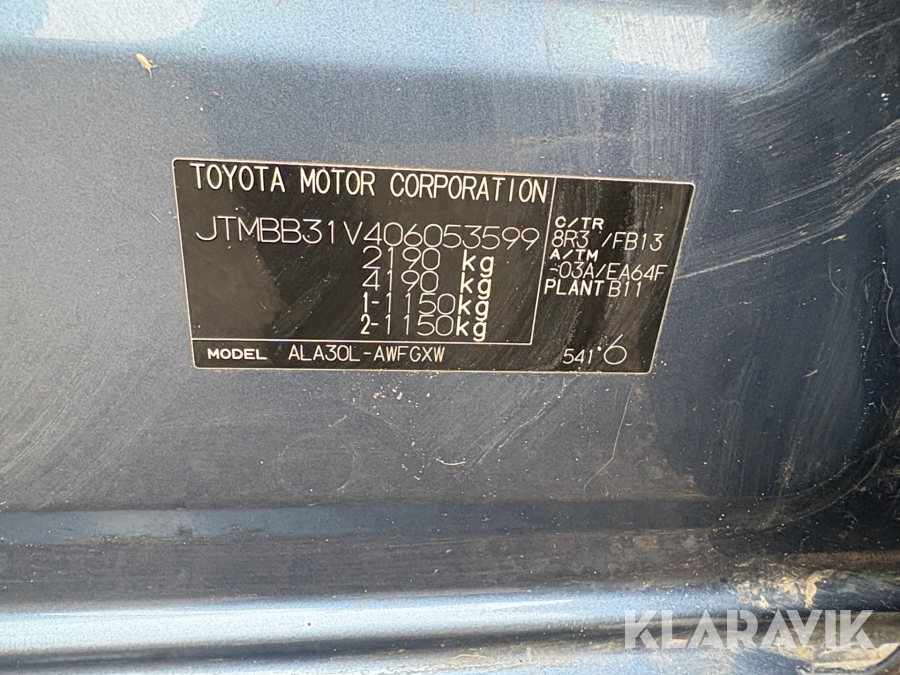 TOYOTA MOTOR CORPORATION
JTMBB31V406053599
2190 kg
4190 kg
1-1150kg
2-1150kg
C/TR
8R3 /FB13
A/TM
-03A/EA64F
PLANT B11
MODEL ALA30L-AWFGXW
541·6
KLARAVIK